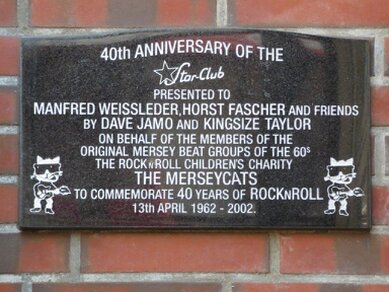 40th ANNIVERSARY OF THE
Star-Club
PRESENTED TO
MANFRED WEISSLEDER, HORST FASCHER AND FRIENDS
BY DAVE JAMO AND KINGSIZE TAYLOR
ON BEHALF OF THE MEMBERS OF THE
ORIGINAL MERSEY BEAT GROUPS OF THE 60s
THE ROCKNROLL CHILDREN'S CHARITY
THE MERSEYCATS
TO COMMEMORATE 40 YEARS OF ROCKNROLL
13th APRIL 1962 - 2002.